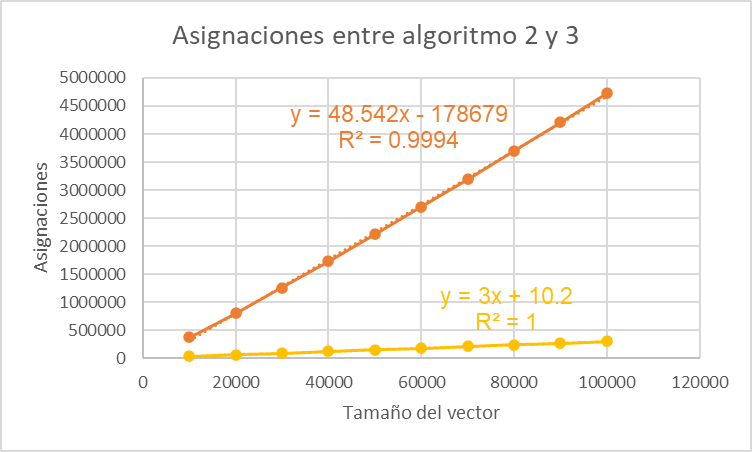 Asignaciones entre algoritmo 2 y 3
5000000
4500000
4000000
3500000
3000000
2500000
2000000
1500000
1000000
500000
0
Asignaciones
y = 48.542x - 178679
R² = 0.9994
y = 3x + 10.2
R² = 1
0 20000 40000 60000 80000 100000 120000
Tamaño del vector